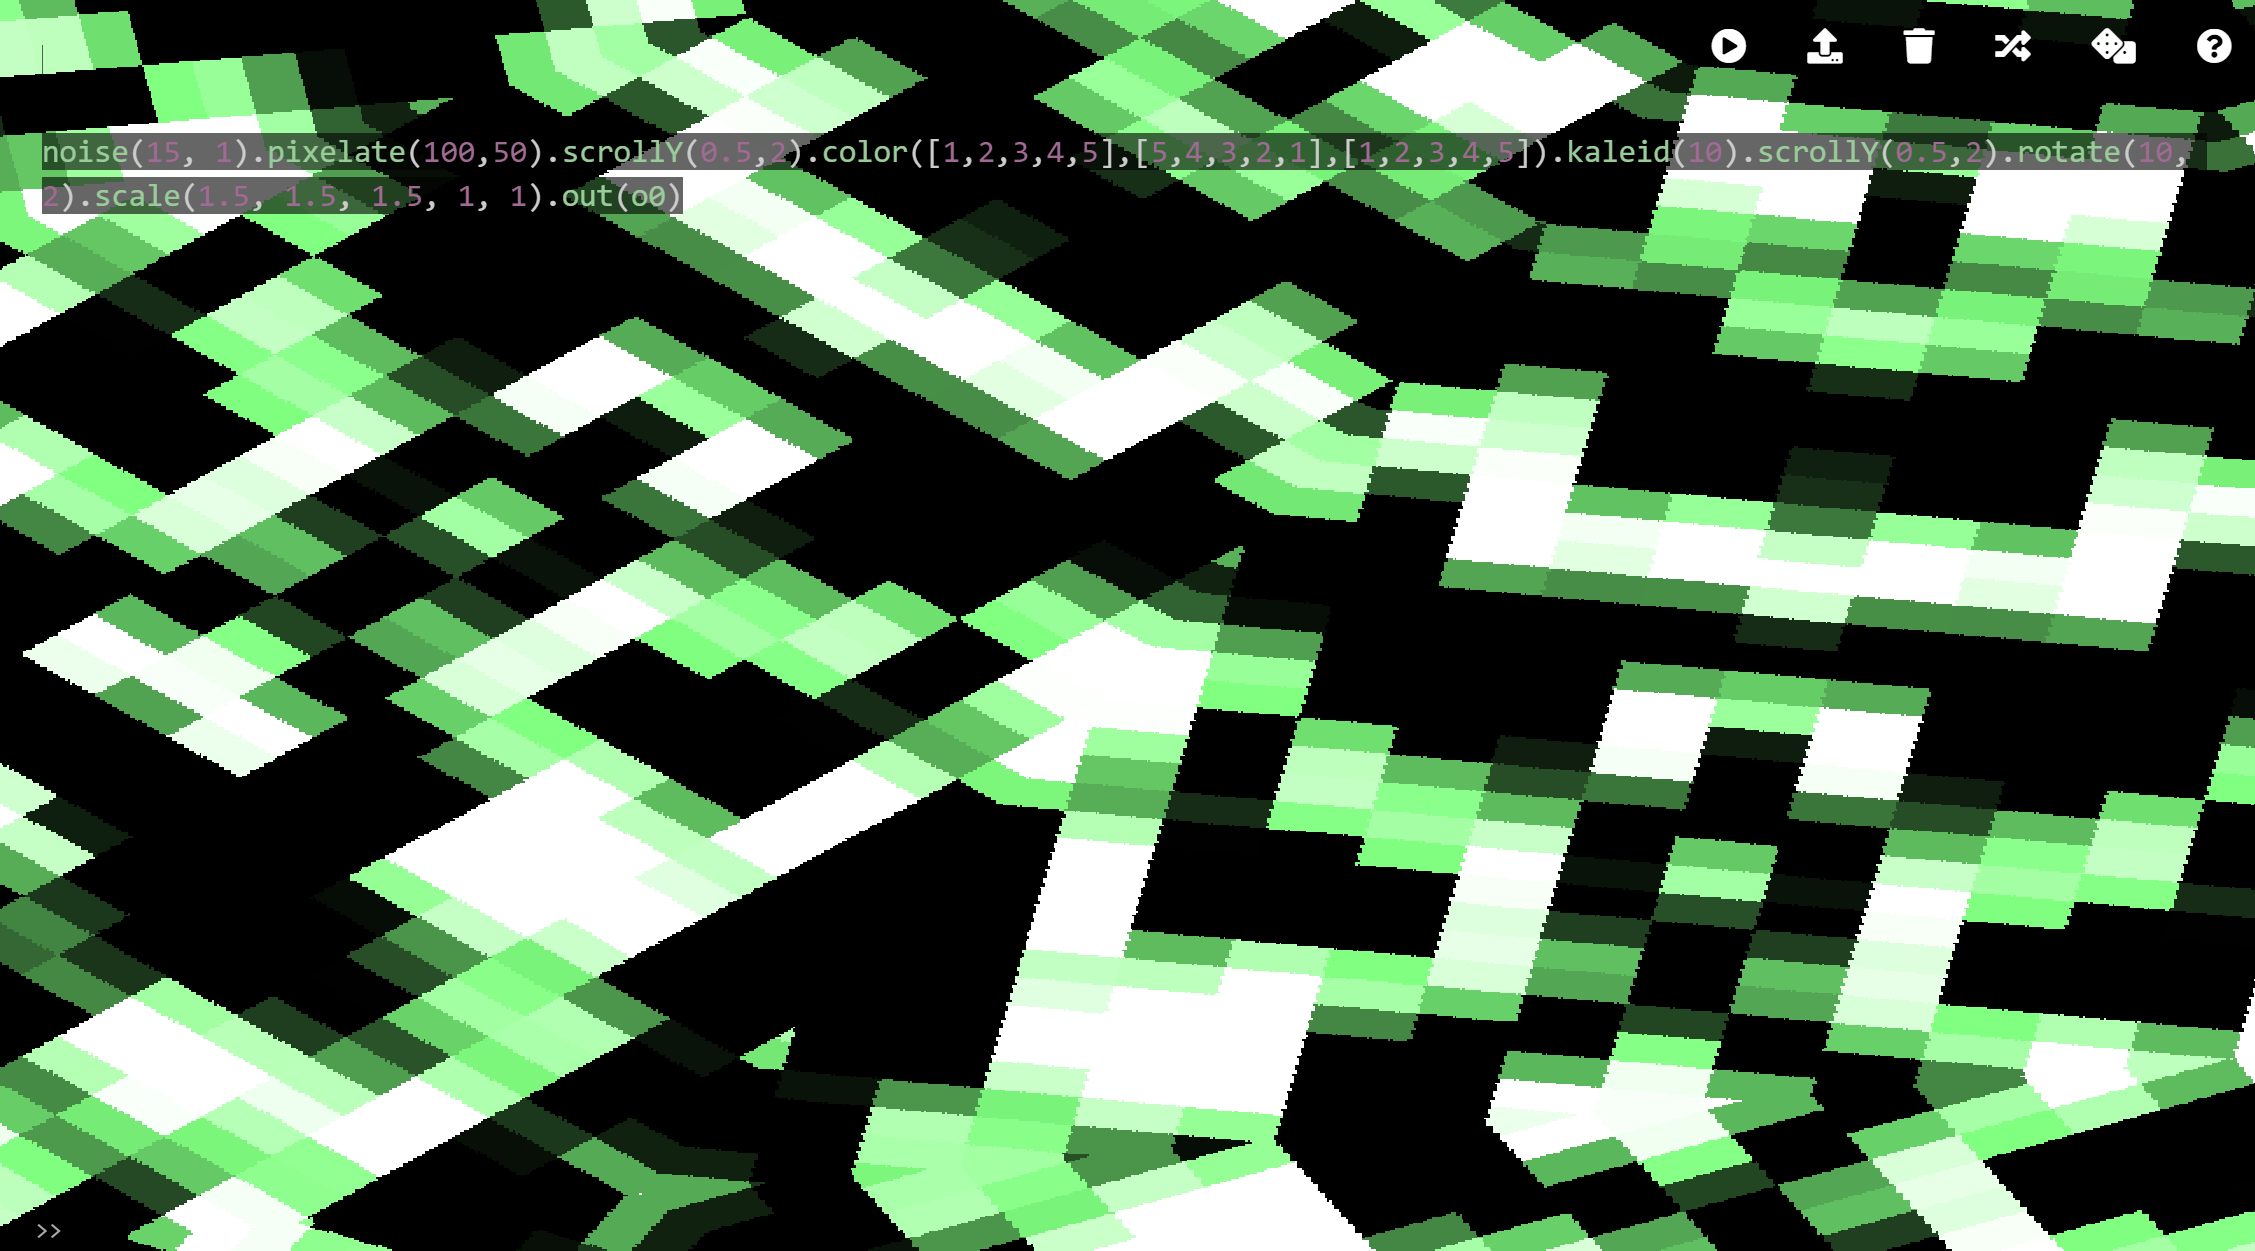 noise(15, 1).pixelate(100,50).scrollY(0.5,2).color([1,2,3,4,5],[5,4,3,2,1],[1,2,3,4,5]).kaleid(10).scrollY(0.5,2).rotate(10,
2).scale(1.5, 1.5, 1.5, 1, 1).out(o0)
>>